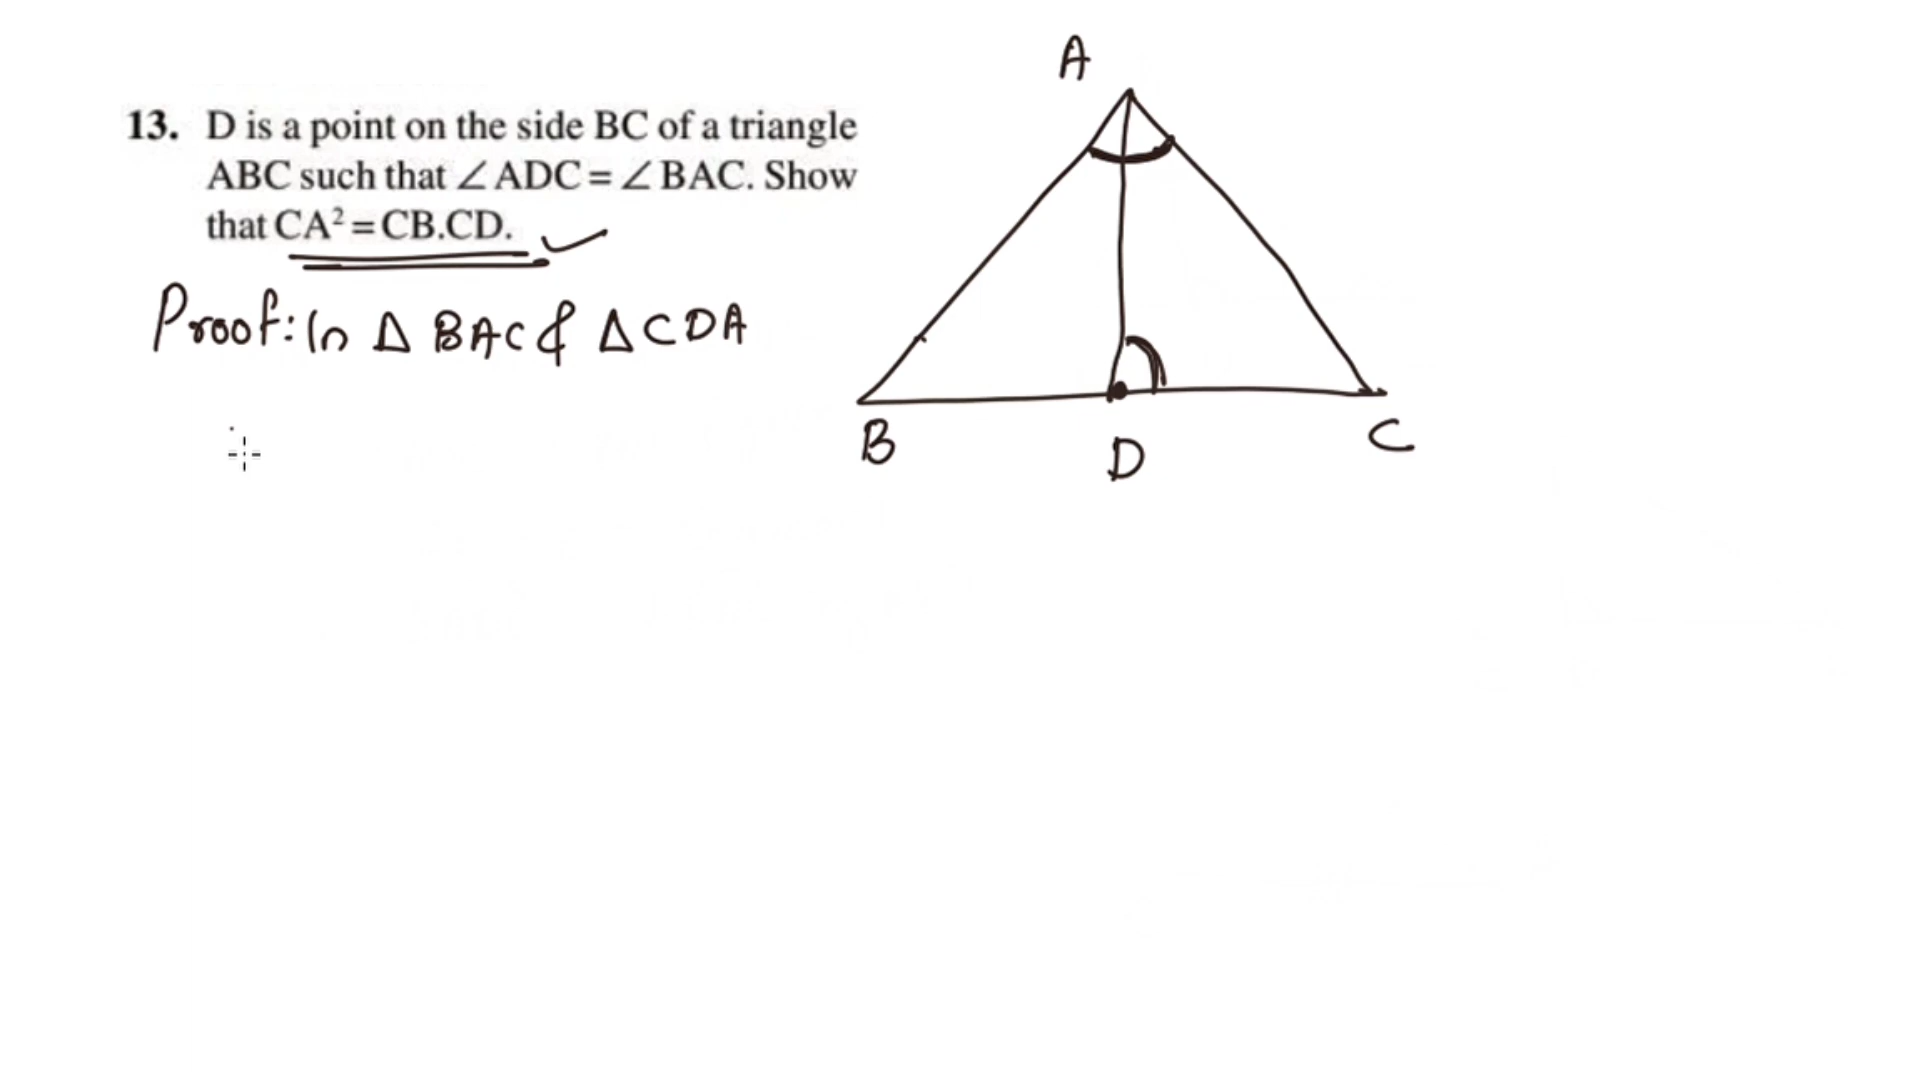 13. D is a point on the side BC of a triangle
ABC such that ∠ADC = ∠BAC. Show
that CA² = CB.CD.
Proof: In Δ BAC & Δ CDA
A
B
D
C